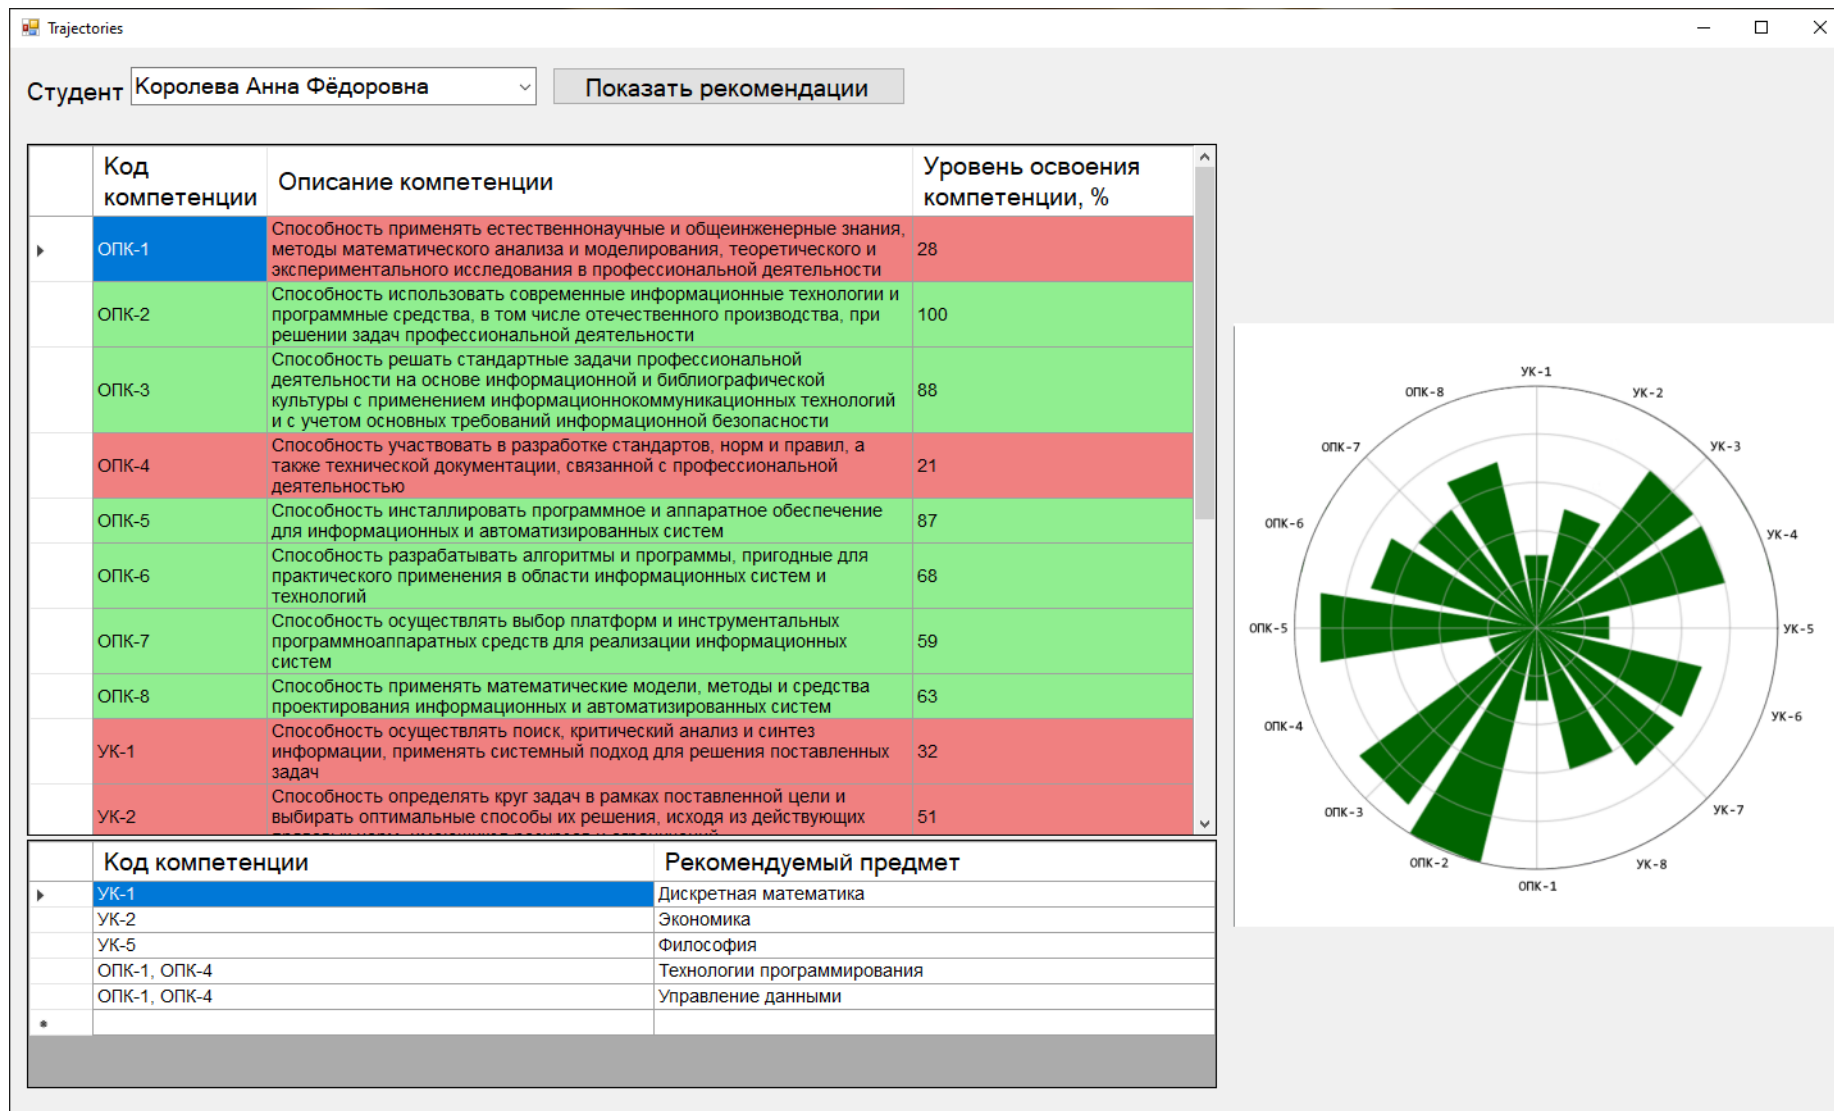 Trajectories
Студент
Королева Анна Фёдоровна
Показать рекомендации
Код
компетенции
Описание компетенции
Уровень освоения
компетенции, %
ОПК-1
Способность применять естественнонаучные и общеинженерные знания,
методы математического анализа и моделирования, теоретического и
экспериментального исследования в профессиональной деятельности
28
ОПК-2
Способность использовать современные информационные технологии и
программные средства, в том числе отечественного производства, при
решении задач профессиональной деятельности
100
ОПК-3
Способность решать стандартные задачи профессиональной
деятельности на основе информационной и библиографической
культуры с применением информационнокоммуникационных технологий
и с учетом основных требований информационной безопасности
88
ОПК-4
Способность участвовать в разработке стандартов, норм и правил, а
также технической документации, связанной с профессиональной
деятельностью
21
ОПК-5
Способность инсталлировать программное и аппаратное обеспечение
для информационных и автоматизированных систем
87
ОПК-6
Способность разрабатывать алгоритмы и программы, пригодные для
практического применения в области информационных систем и
технологий
68
ОПК-7
Способность осуществлять выбор платформ и инструментальных
программноаппаратных средств для реализации информационных
систем
59
ОПК-8
Способность применять математические модели, методы и средства
проектирования информационных и автоматизированных систем
63
УК-1
Способность осуществлять поиск, критический анализ и синтез
информации, применять системный подход для решения поставленных
задач
32
УК-2
Способность определять круг задач в рамках поставленной цели и
выбирать оптимальные способы их решения, исходя из действующих
51
Код компетенции
Рекомендуемый предмет
УК-1
Дискретная математика
УК-2
Экономика
УК-5
Философия
ОПК-1, ОПК-4
Технологии программирования
ОПК-1, ОПК-4
Управление данными
УК-1
УК-2
УК-3
УК-4
УК-5
УК-6
УК-7
УК-8
ОПК-1
ОПК-2
ОПК-3
ОПК-4
ОПК-5
ОПК-6
ОПК-7
ОПК-8